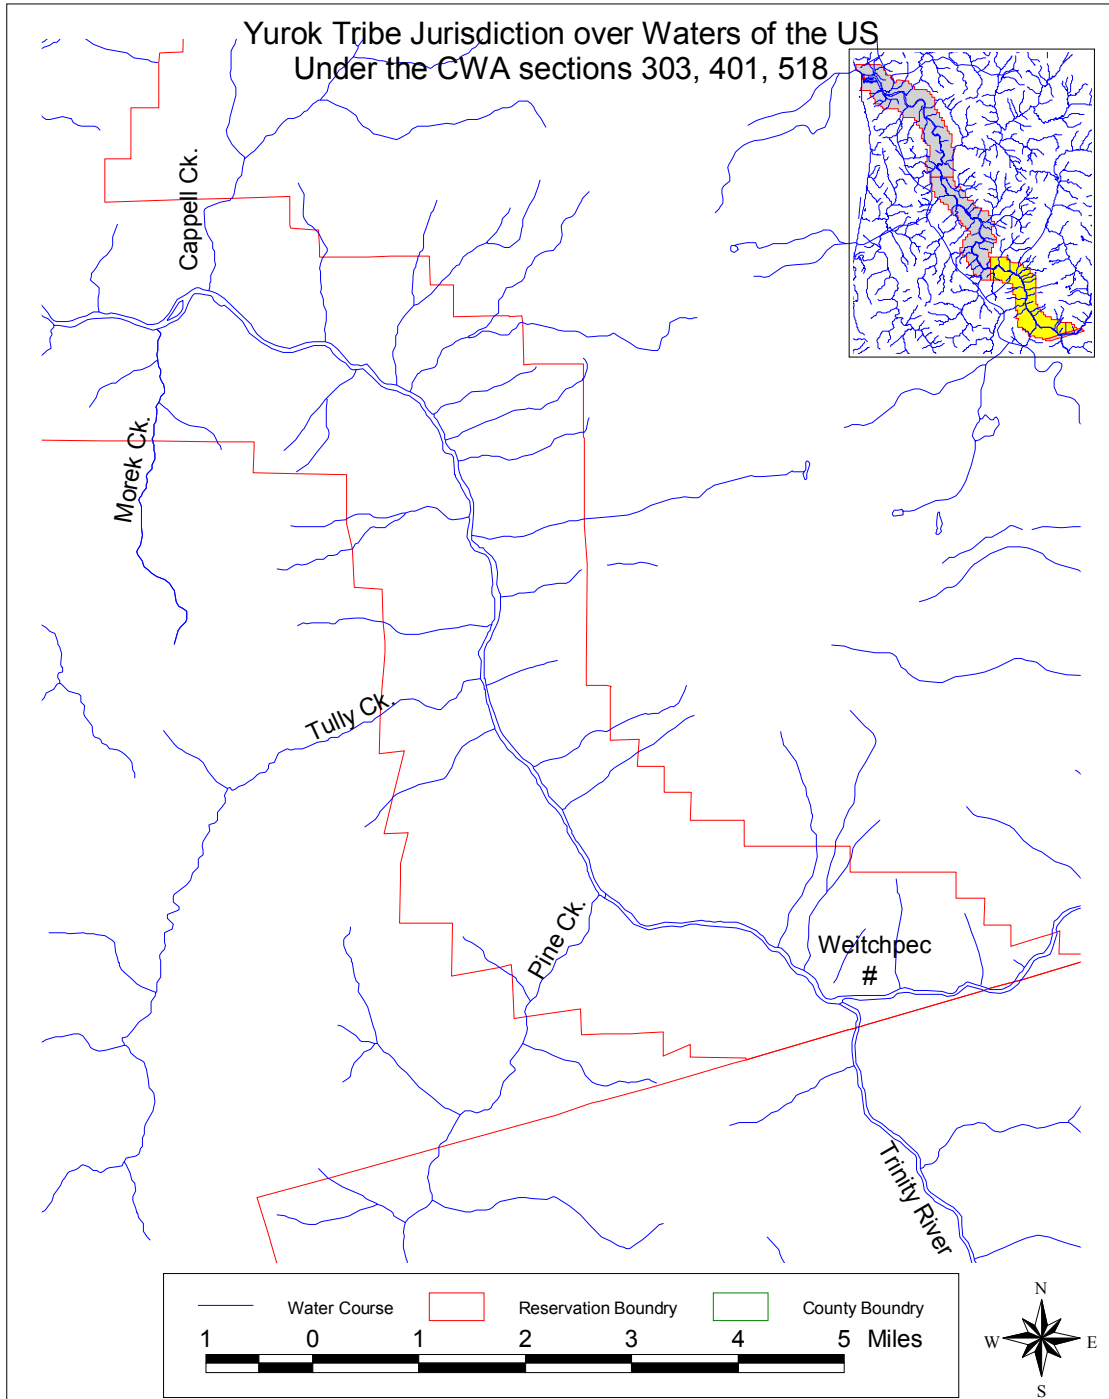 Yurok Tribe Jurisdiction over Waters of the US
Under the CWA sections 303, 401, 518
Cappell Ck.
Morek Ck.
Tully Ck.
Pine Ck.
Weitchpec
#
Trinity River
Water Course
Reservation Boundry
County Boundry
1 0 1 2 3 4 5 Miles
N
W E
S